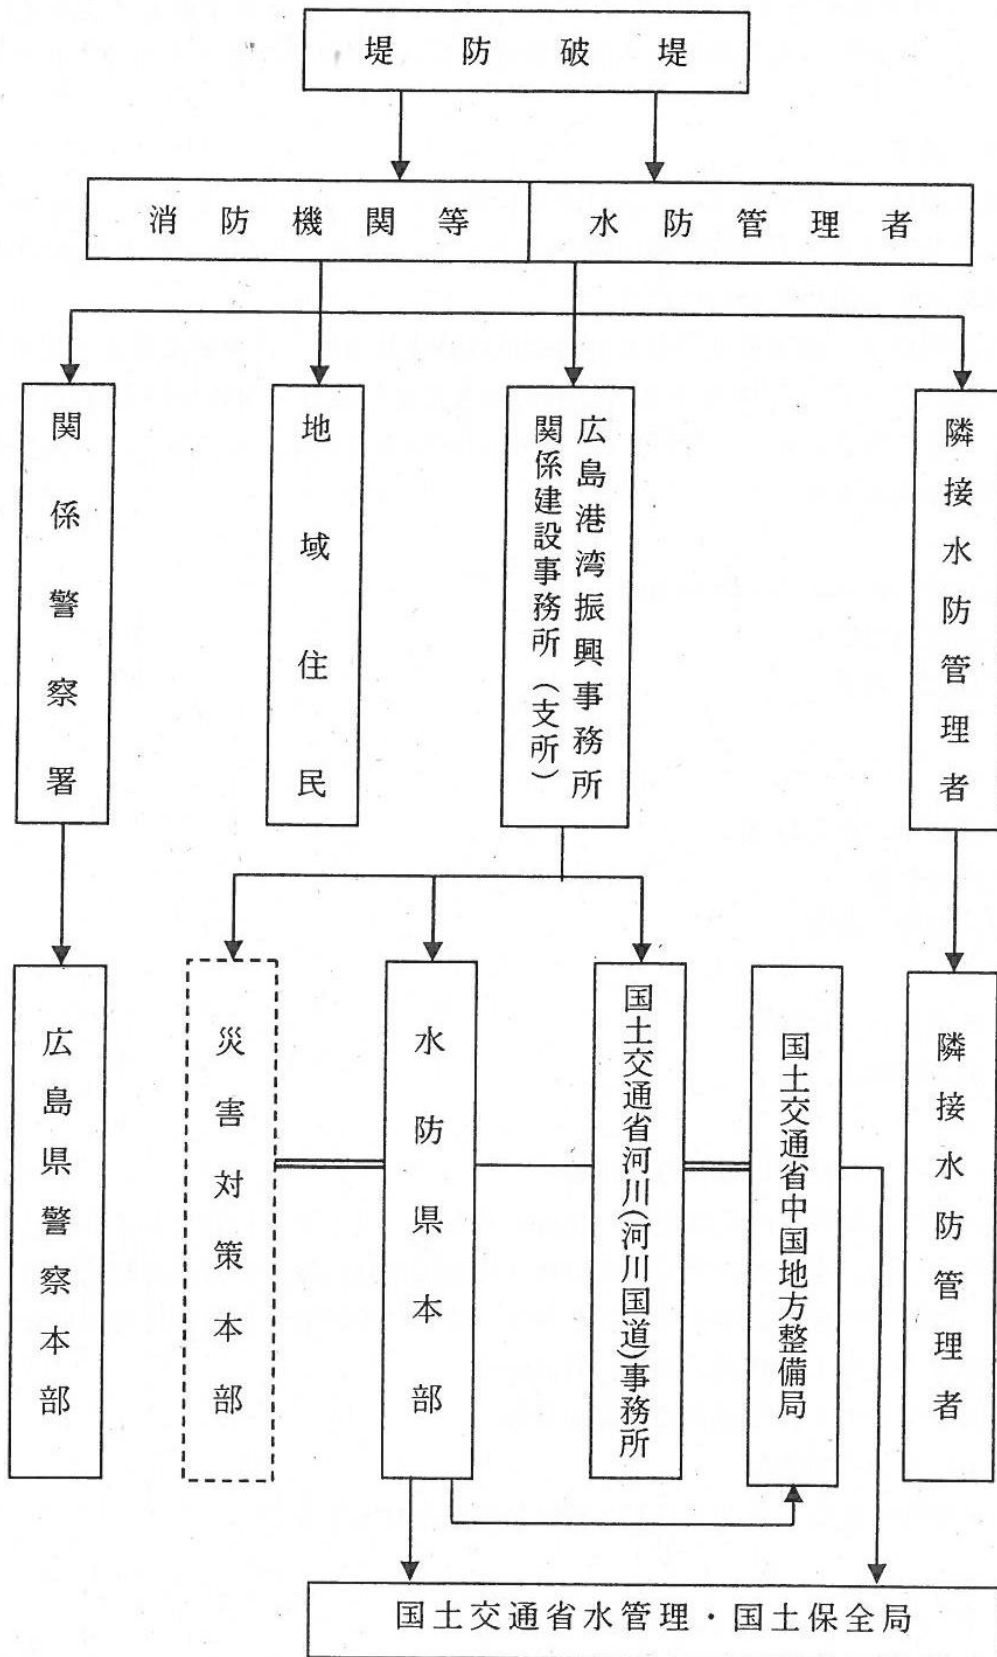 堤防破堤
消防機関等
水防管理者
関係警察署
地域住民
広島港湾振興事務所
関係建設事務所（支所）
隣接水防管理者
広島県警察本部
災害対策本部
水防県本部
国土交通省河川(河川国道)事務所
国土交通省中国地方整備局
隣接水防管理者
国土交通省水管理・国土保全局